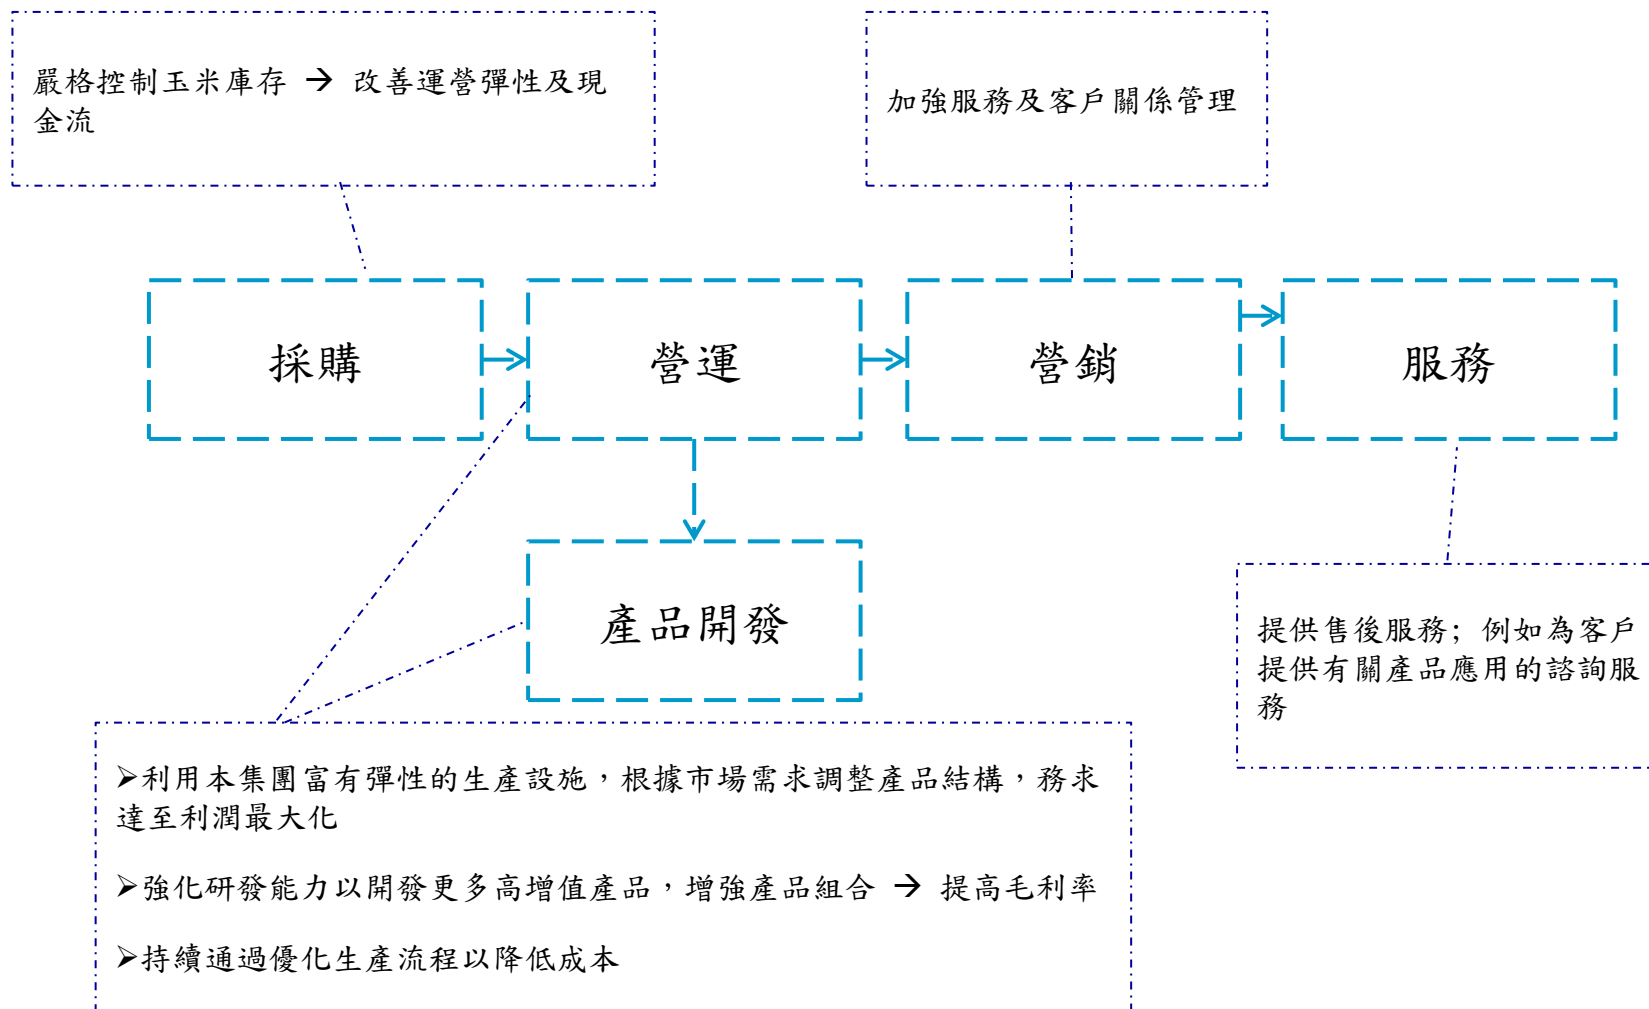 嚴格控制玉米庫存 → 改善運營彈性及現
金流
加強服務及客戶關係管理
採購
營運
營銷
服務
產品開發
提供售後服務; 例如為客戶
提供有關產品應用的諮詢服
務
➢利用本集團富有彈性的生產設施，根據市場需求調整產品結構，務求
達至利潤最大化
➢強化研發能力以開發更多高增值產品，增強產品組合 → 提高毛利率
➢持續通過優化生產流程以降低成本